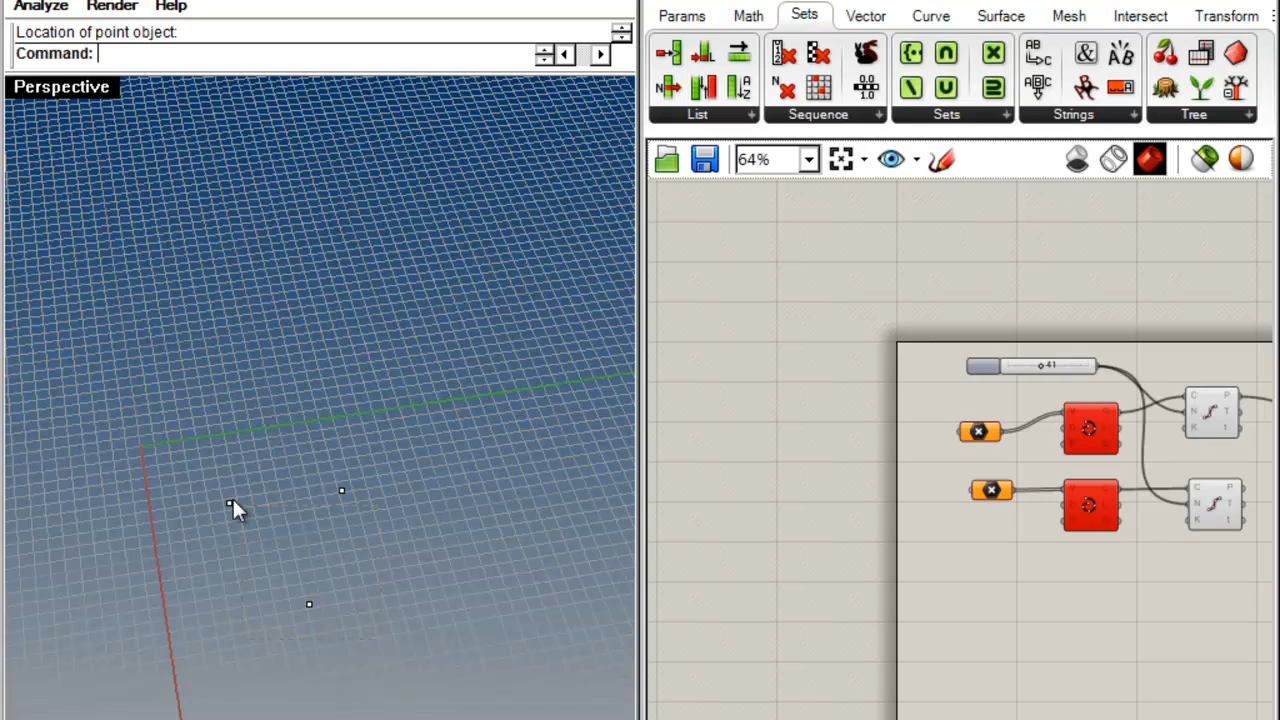 Analyze Render Help
Location of point object:
Command:
Perspective
Params Math Sets Vector Curve Surface Mesh Intersect Transform
List Sequence Sets Strings Tree
64%
41
C P
N T
K t
C P
N T
K t